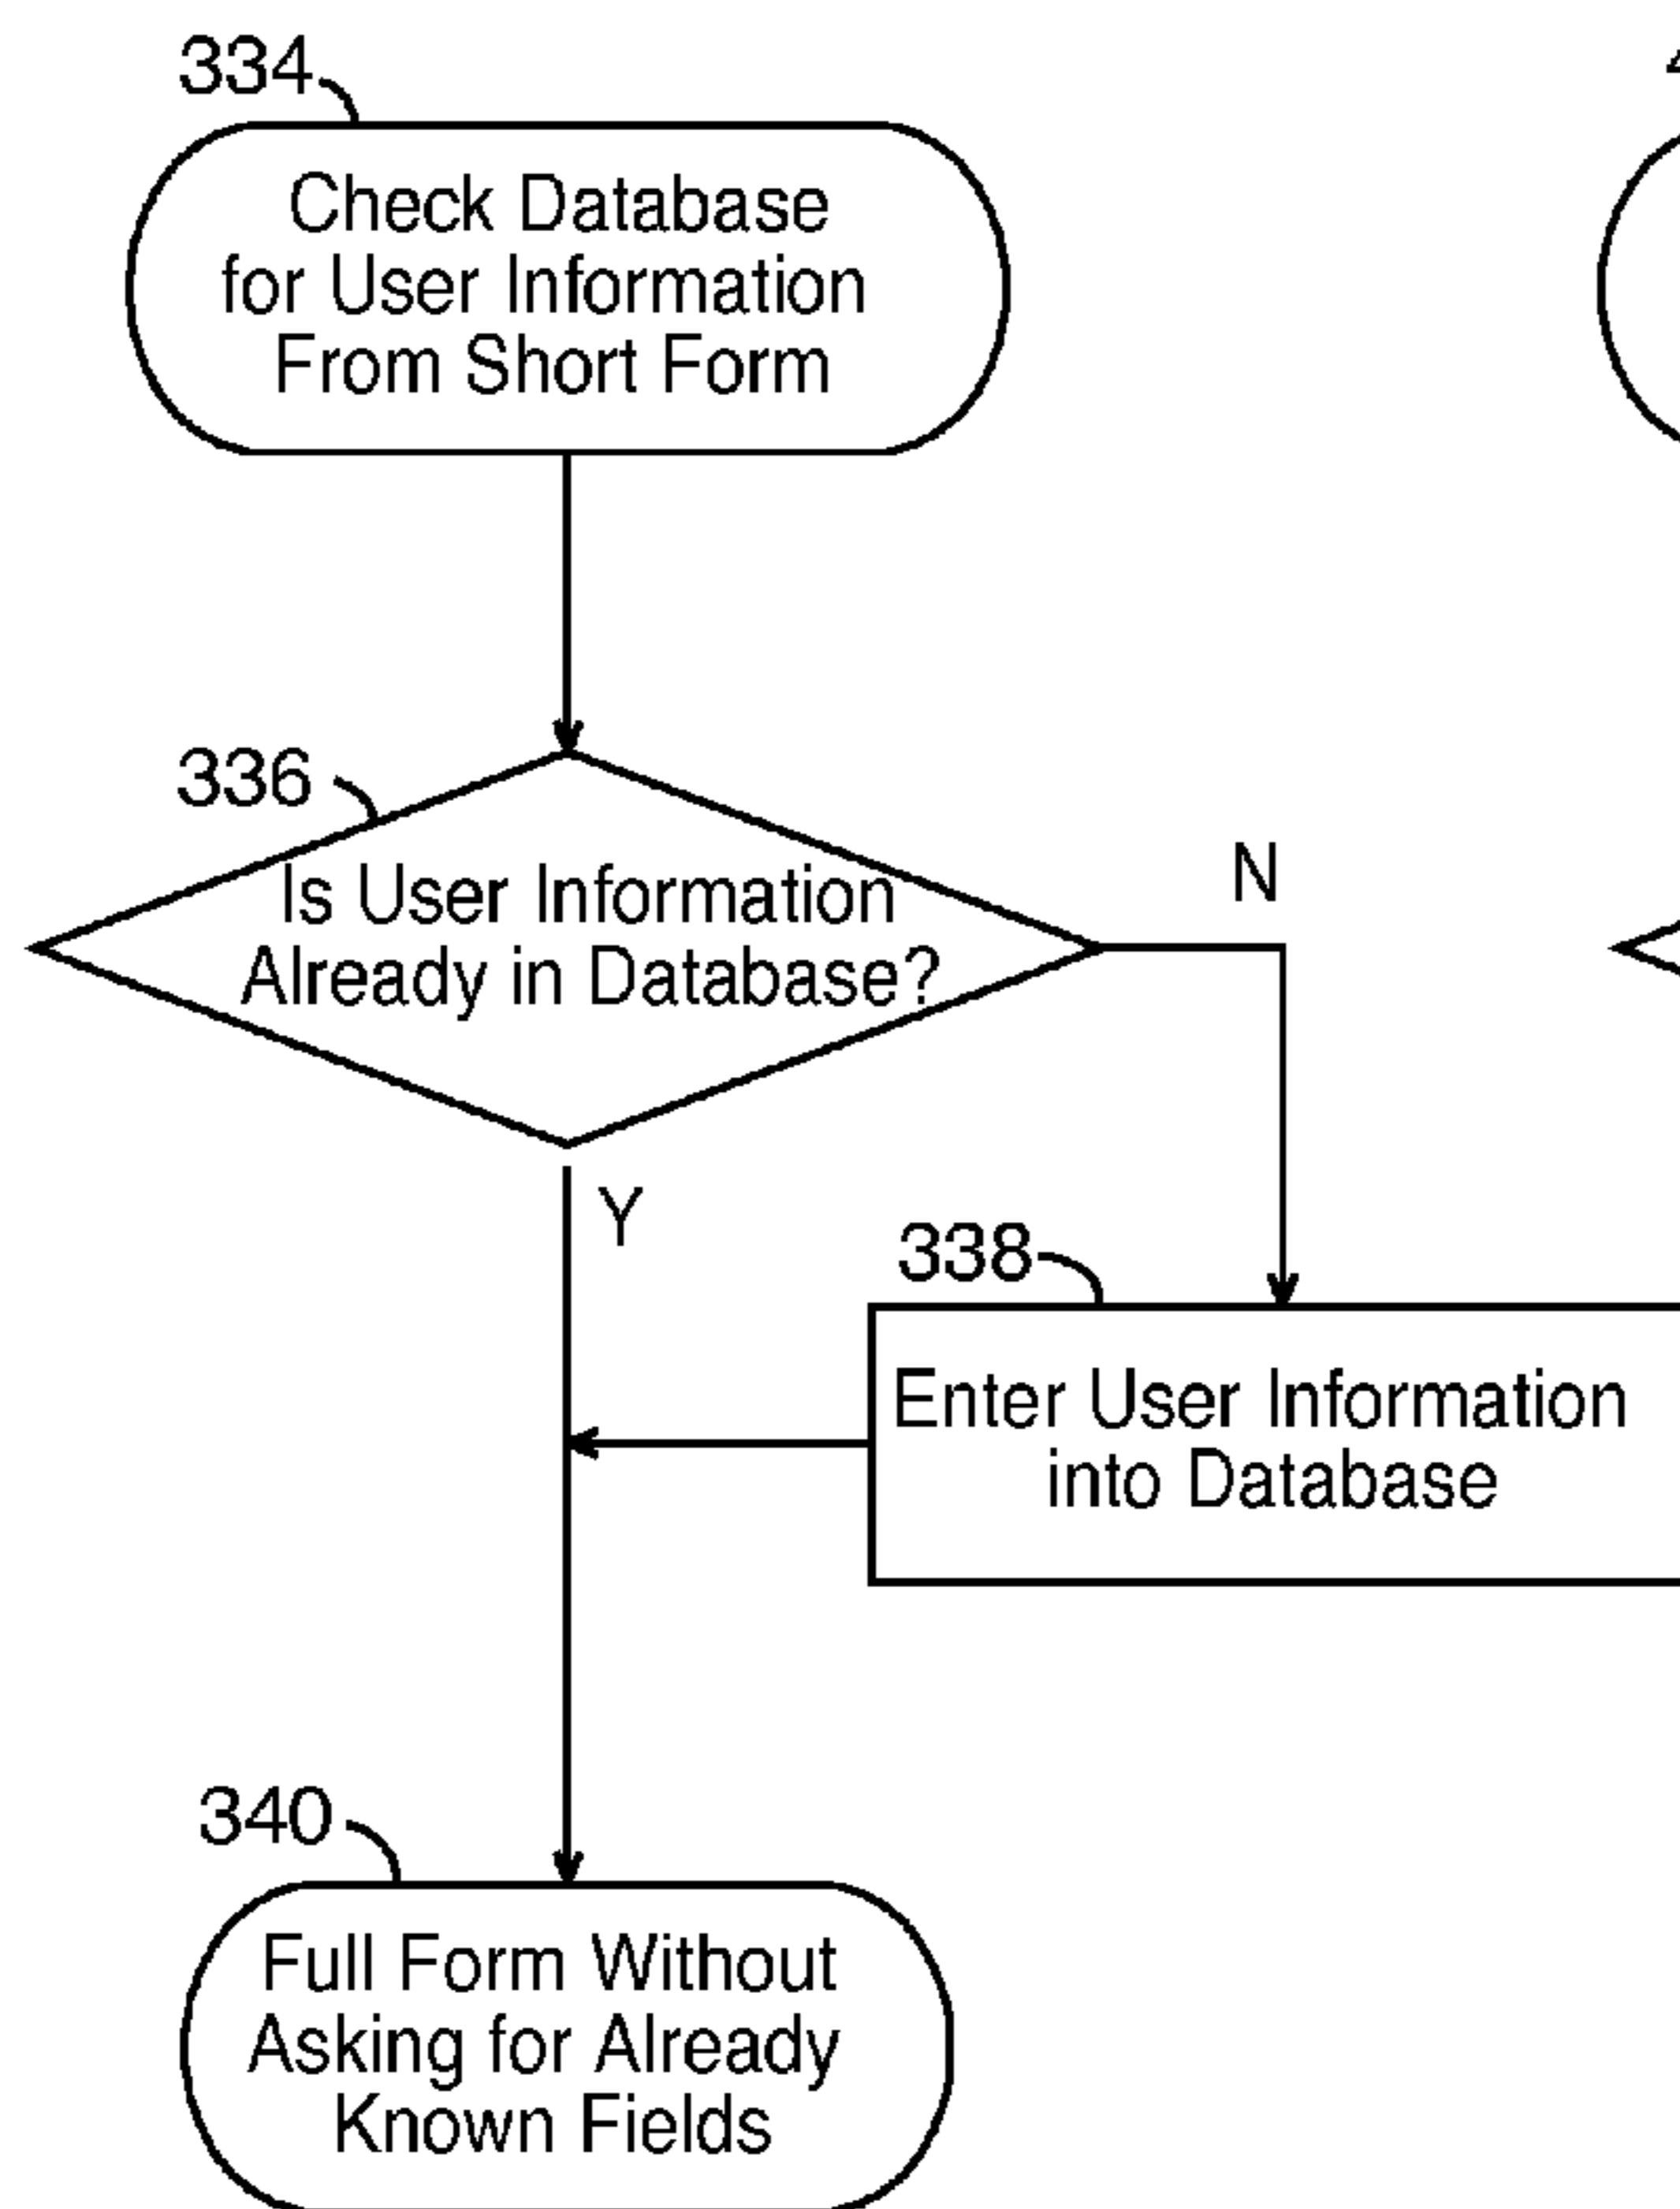 334
Check Database
for User Information
From Short Form
336
Is User Information
Already in Database?
N
Y
338
Enter User Information
into Database
340
Full Form Without
Asking for Already
Known Fields